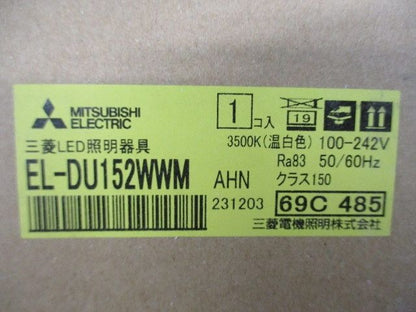 MITSUBISHI
ELECTRIC
1コ入
19
三菱LED照明器具
3500K(温白色) 100-242V
Ra83 50/60Hz
EL-DU152WWM AHN クラス150
231203 69C 485
三菱電機照明株式会社